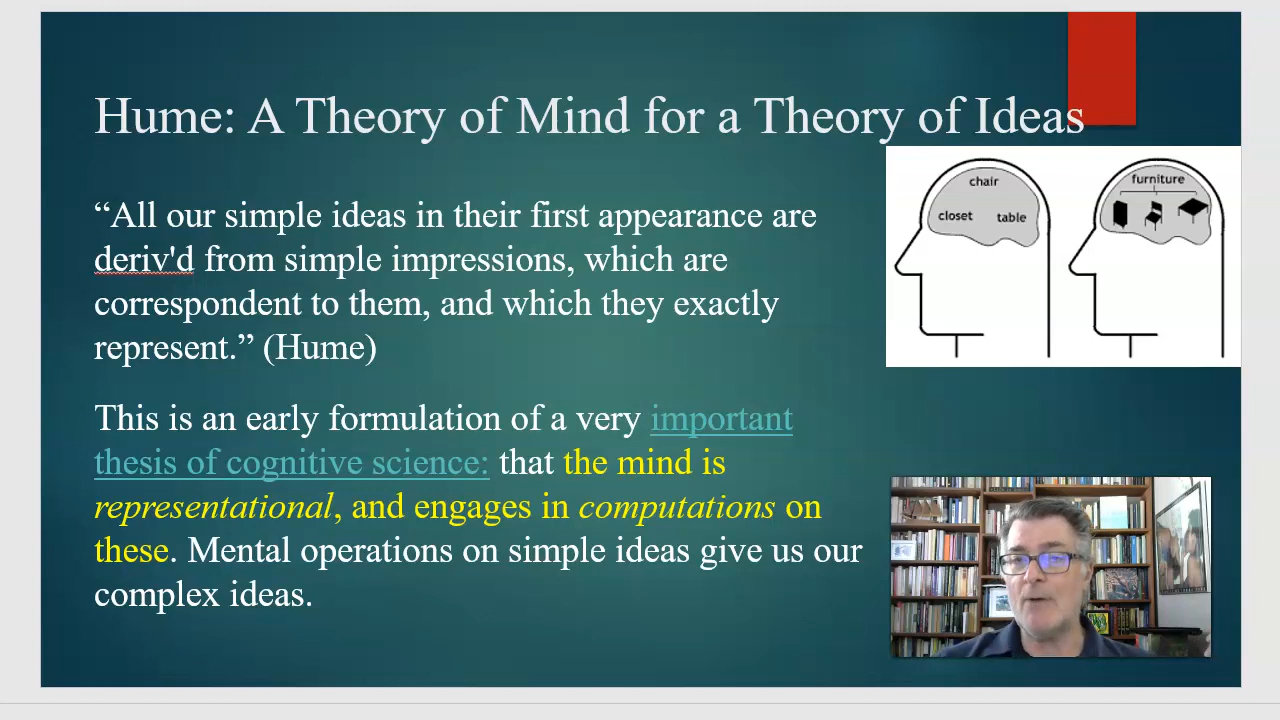 Hume: A Theory of Mind for a Theory of Ideas
“All our simple ideas in their first appearance are
deriv'd from simple impressions, which are
correspondent to them, and which they exactly
represent.” (Hume)
This is an early formulation of a very important
thesis of cognitive science: that the mind is
representational, and engages in computations on
these. Mental operations on simple ideas give us our
complex ideas.
chair
closet table
furniture